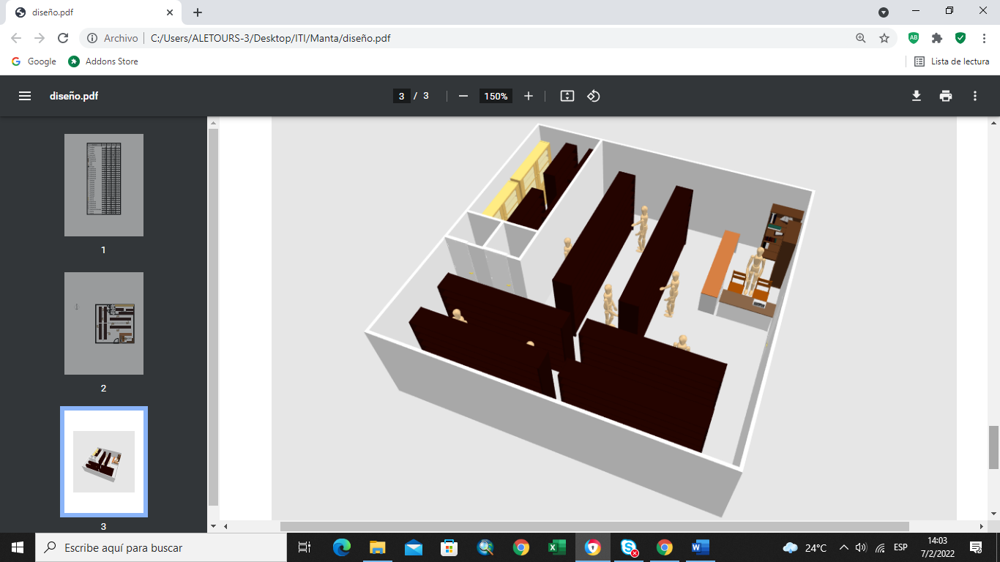 diseño.pdf
Archivo C:/Users/ALETOURS-3/Desktop/ITI/Manta/diseño.pdf
AB
Google Addons Store Lista de lectura
diseño.pdf 3 / 3 150%
1
2
3
Escribe aquí para buscar 24°C ESP
14:03
7/2/2022